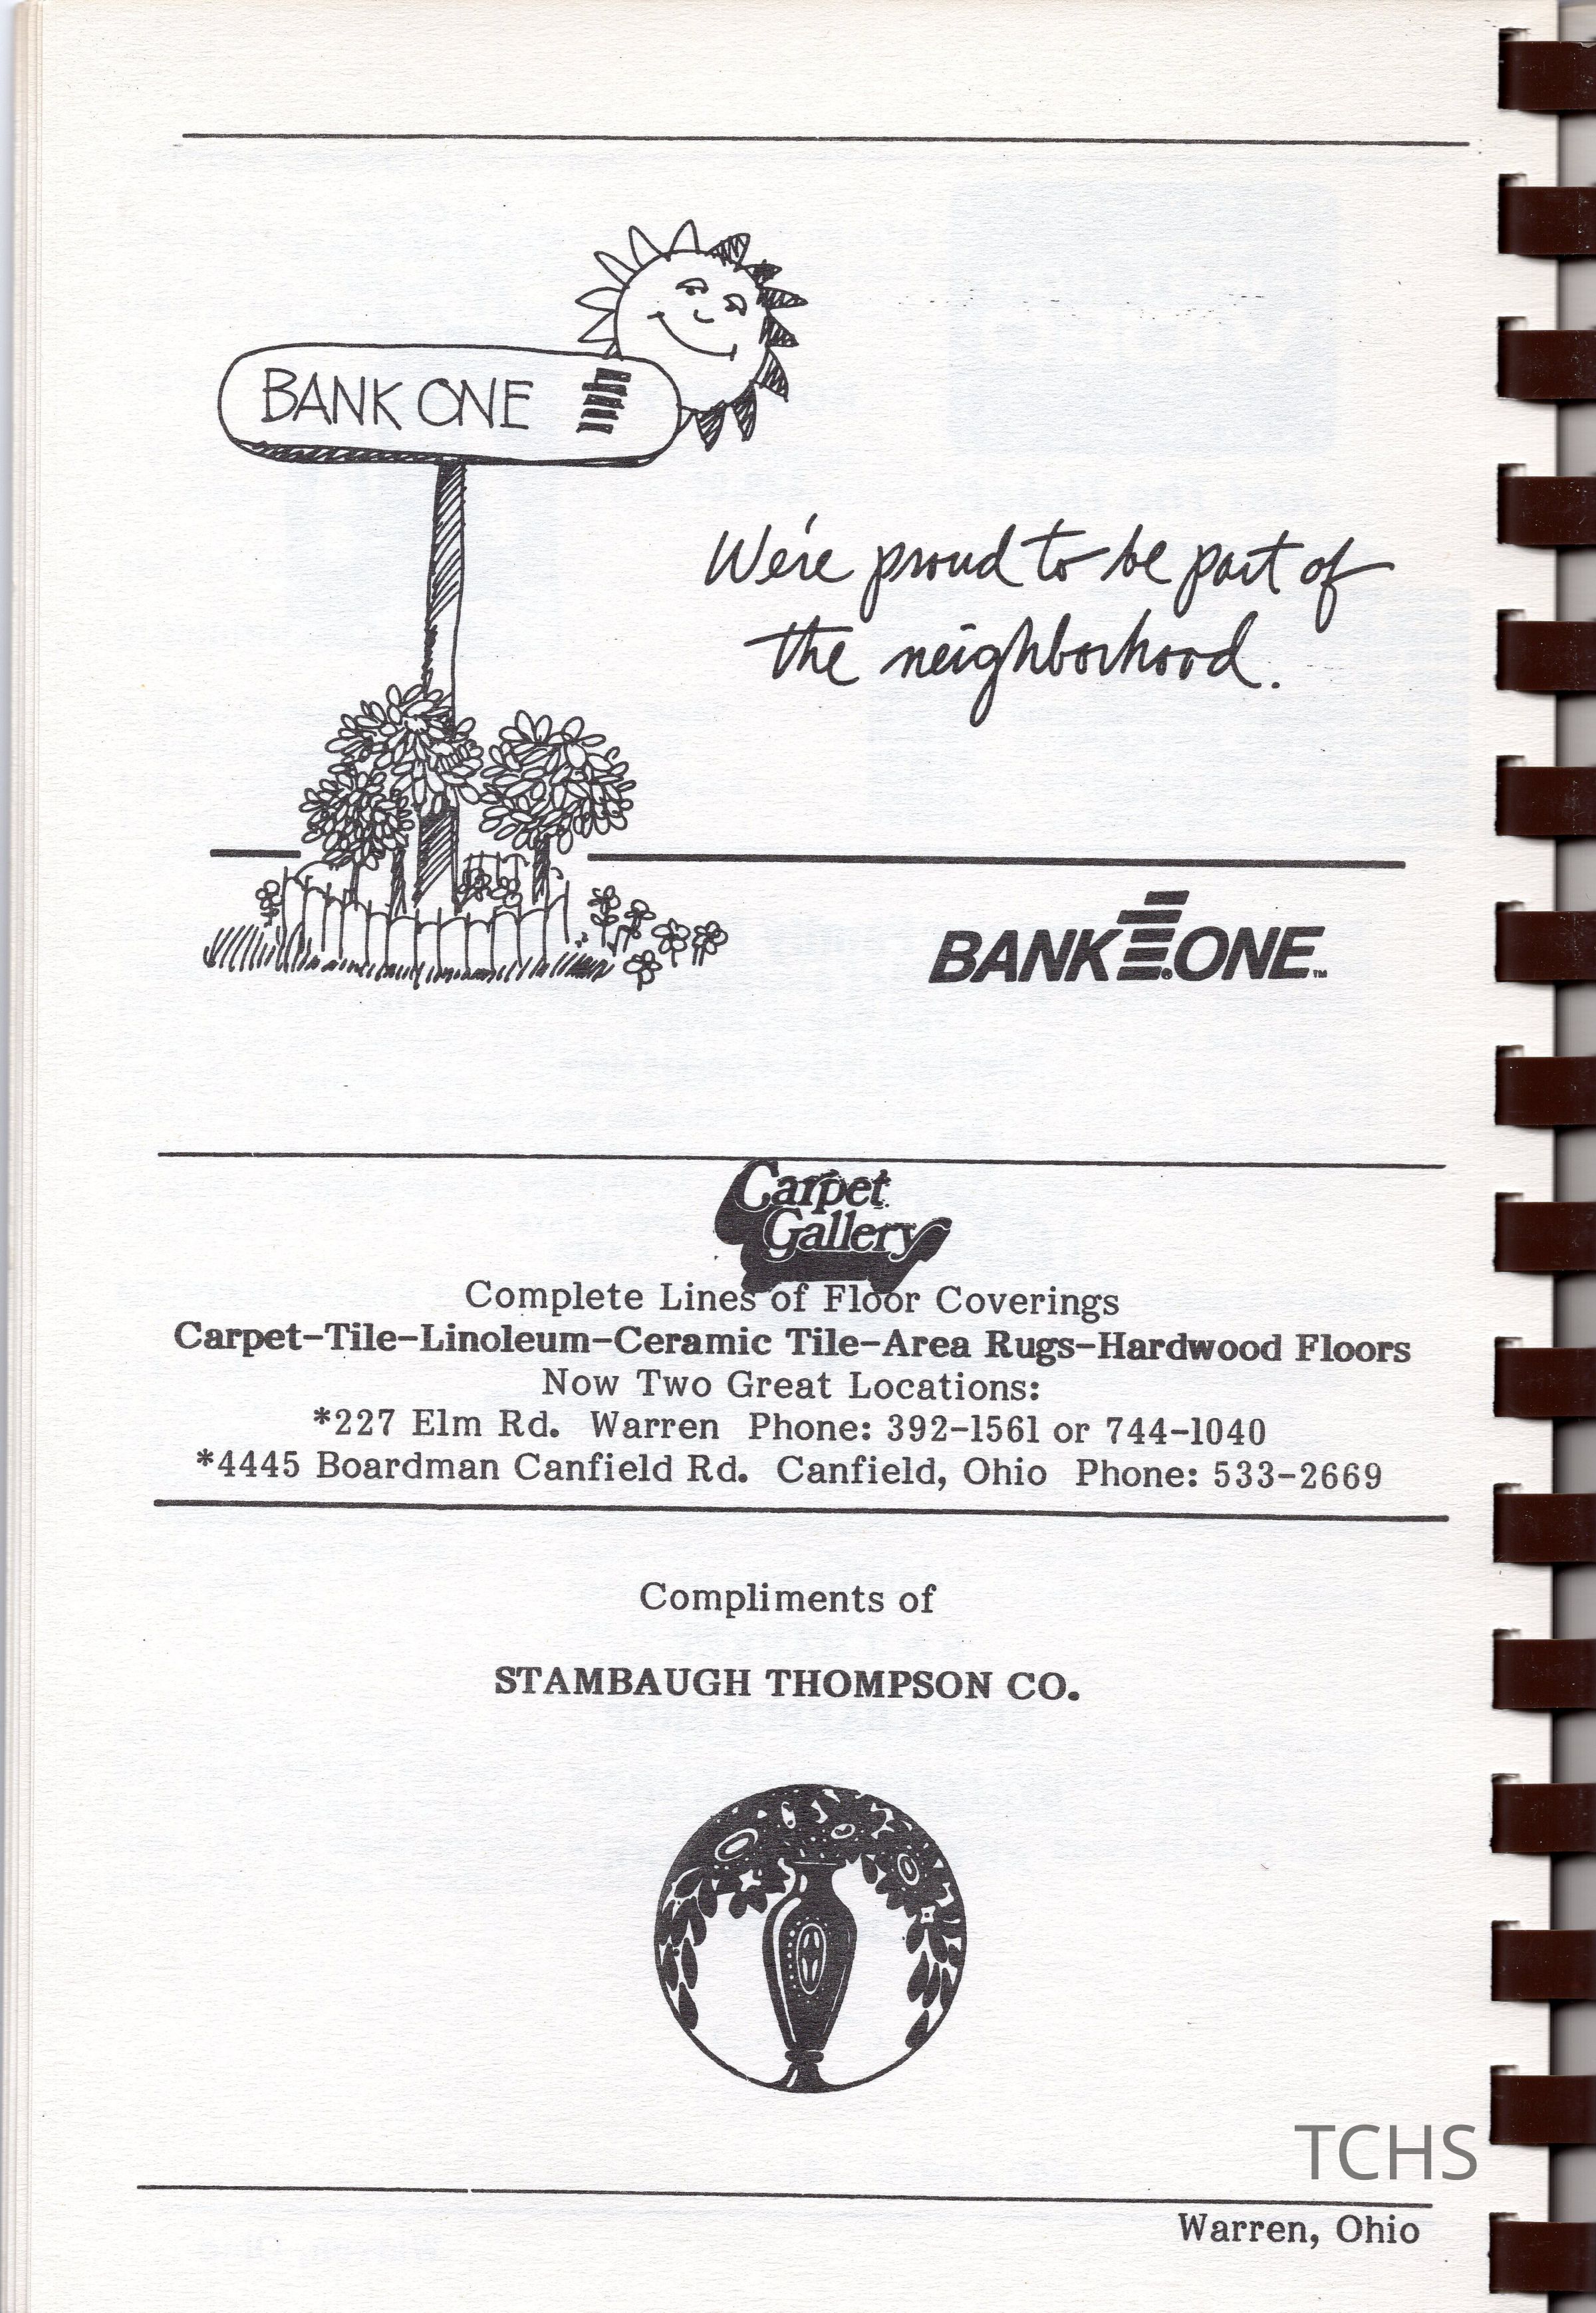 BANK ONE
We're proud to be part of
the neighborhood.
BANK ONE.™
Carpet
Gallery
Complete Lines of Floor Coverings
Carpet-Tile-Linoleum-Ceramic Tile-Area Rugs-Hardwood Floors
Now Two Great Locations:
*227 Elm Rd. Warren Phone: 392-1561 or 744-1040
*4445 Boardman Canfield Rd. Canfield, Ohio Phone: 533-2669
Compliments of
STAMBAUGH THOMPSON CO.
TCHS
Warren, Ohio